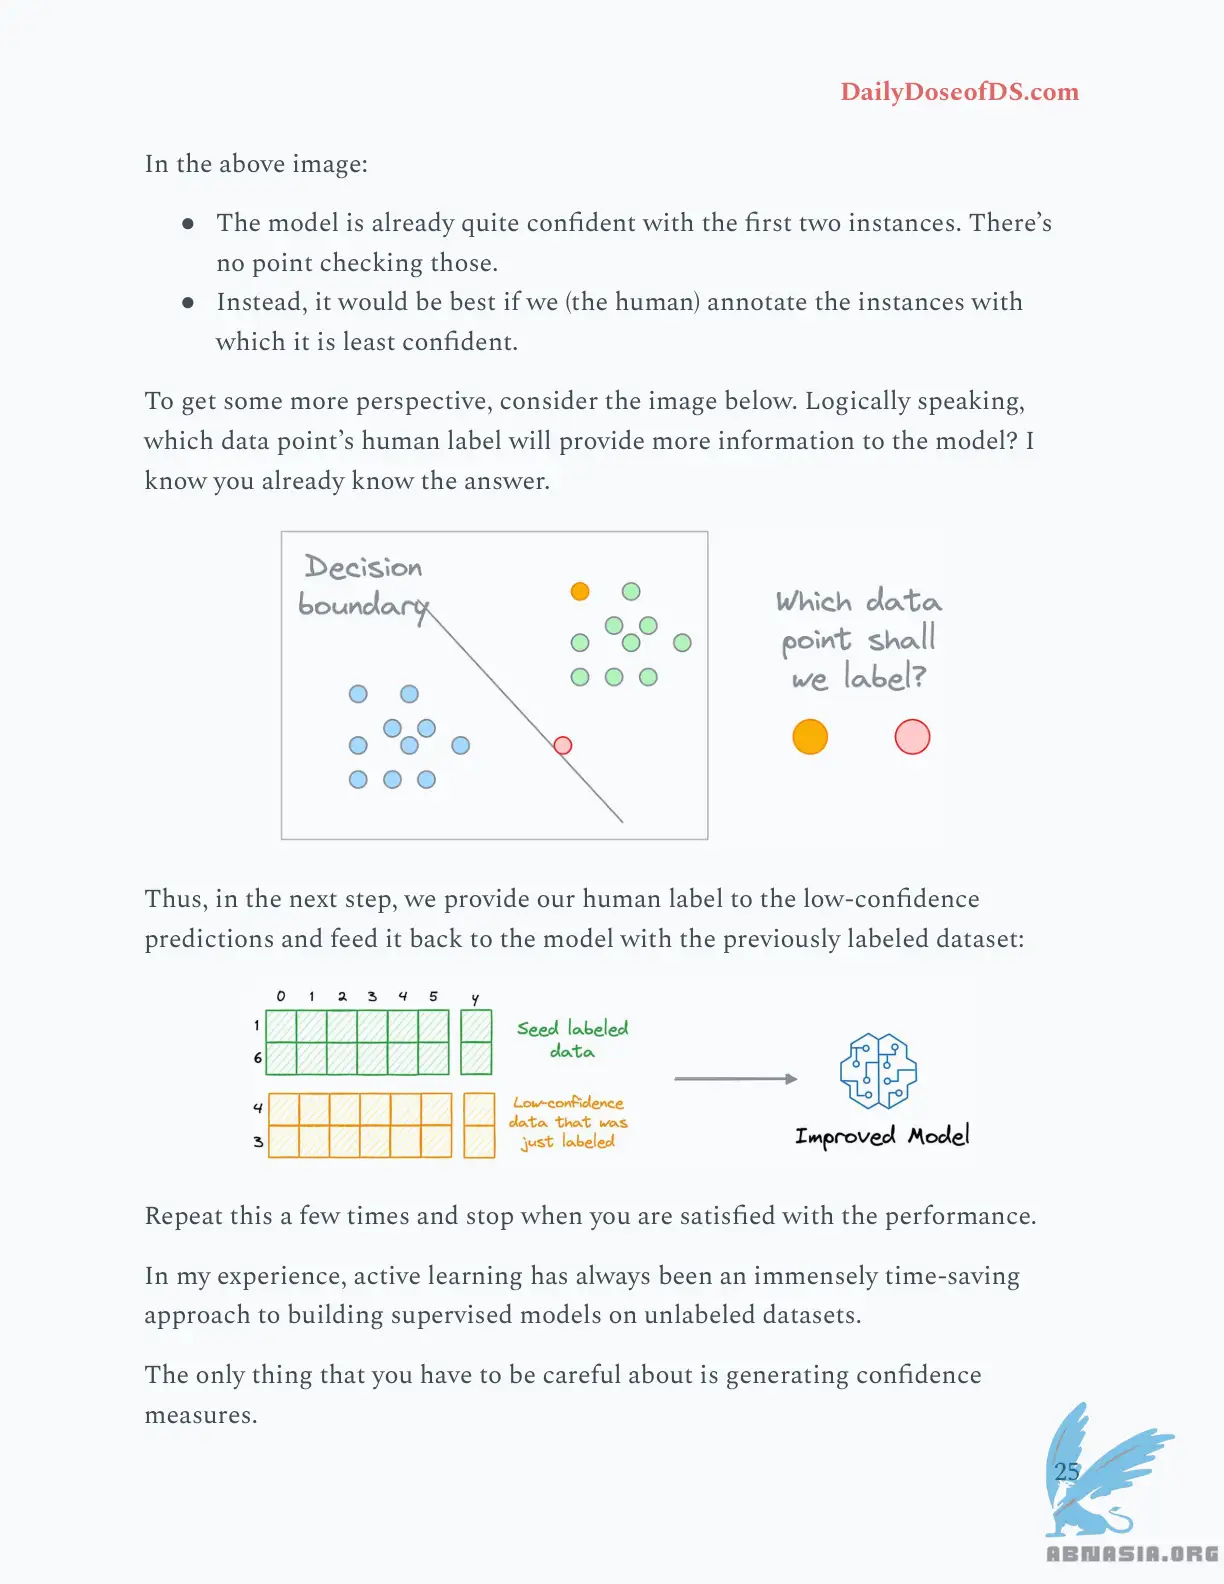 DailyDoseofDS.com
In the above image:
● The model is already quite confident with the first two instances. There’s
no point checking those.
● Instead, it would be best if we (the human) annotate the instances with
which it is least confident.
To get some more perspective, consider the image below. Logically speaking,
which data point’s human label will provide more information to the model? I
know you already know the answer.
Decision
boundary
Which data
point shall
we label?
Thus, in the next step, we provide our human label to the low-confidence
predictions and feed it back to the model with the previously labeled dataset:
0 1 2 3 4 5 y
1
6
Seed labeled
data
4
3
Low-confidence
data that was
just labeled
Improved Model
Repeat this a few times and stop when you are satisfied with the performance.
In my experience, active learning has always been an immensely time-saving
approach to building supervised models on unlabeled datasets.
The only thing that you have to be careful about is generating confidence
measures.
25
ABNASIA.ORG